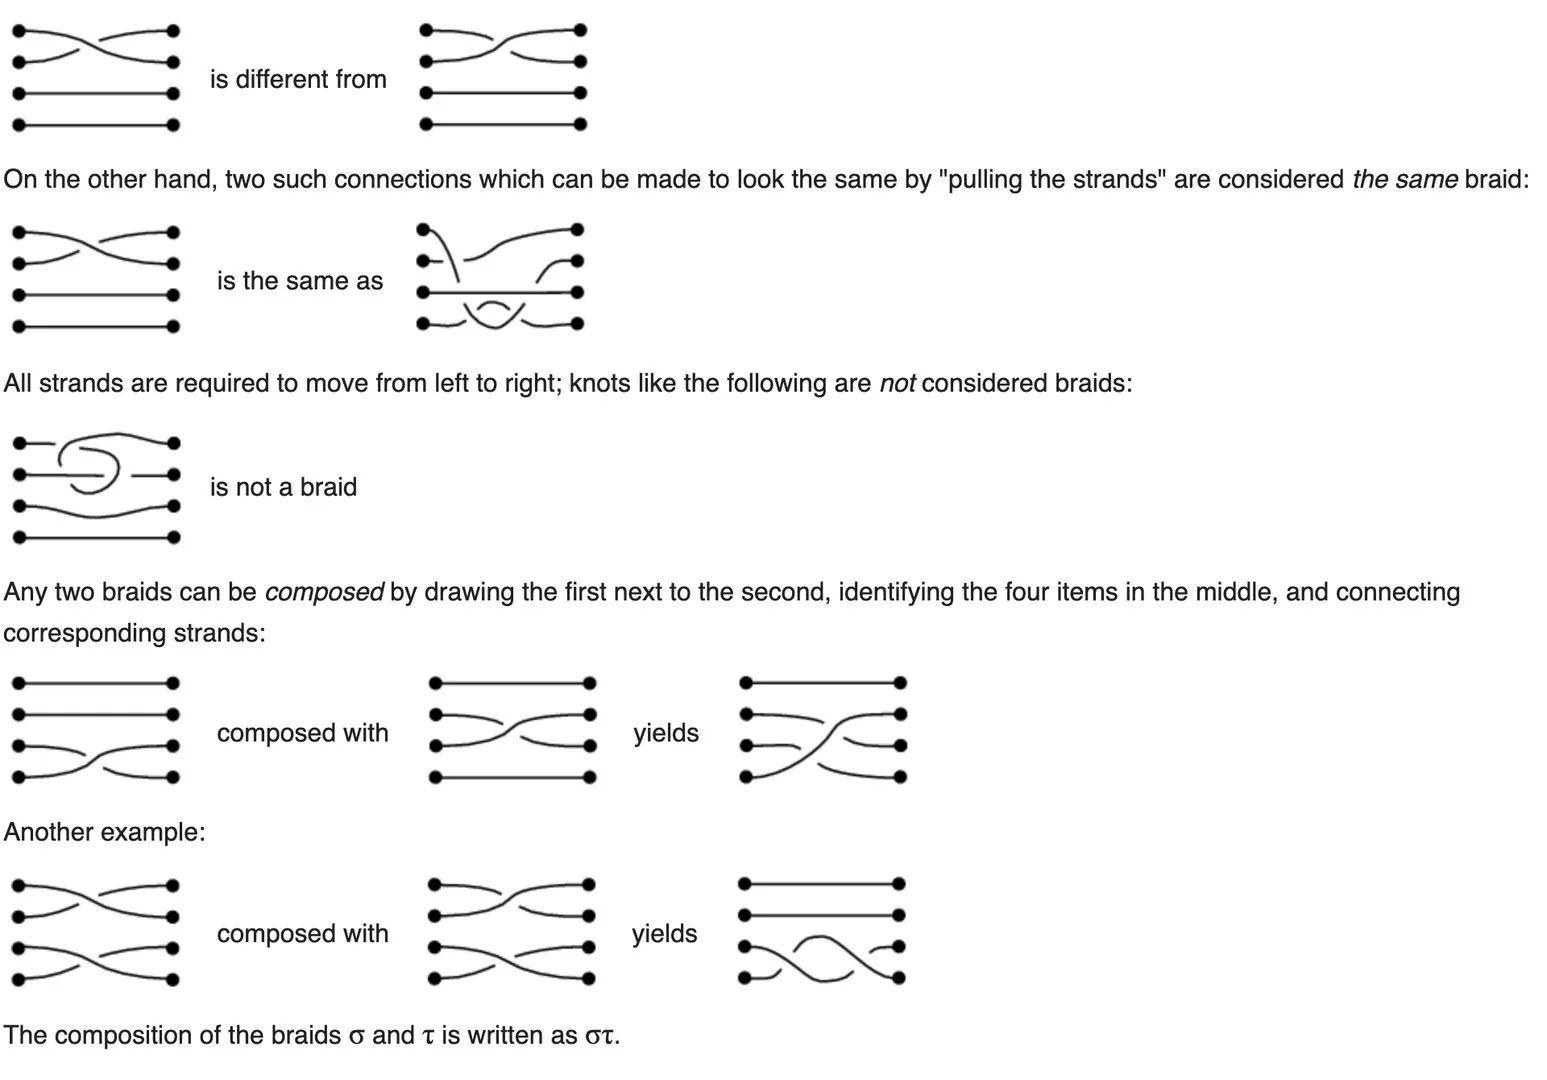 is different from
On the other hand, two such connections which can be made to look the same by "pulling the strands" are considered the same braid:
is the same as
All strands are required to move from left to right; knots like the following are not considered braids:
is not a braid
Any two braids can be composed by drawing the first next to the second, identifying the four items in the middle, and connecting
corresponding strands:
composed with yields
Another example:
composed with yields
The composition of the braids σ and τ is written as στ.